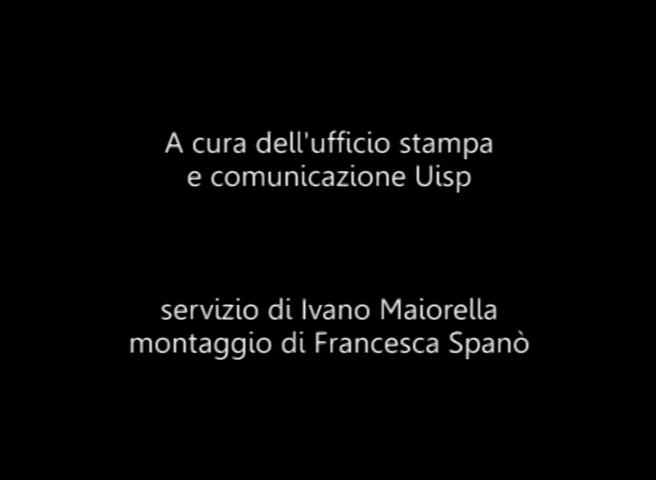 A cura dell'ufficio stampa
e comunicazione Uisp
servizio di Ivano Maiorella
montaggio di Francesca Spanò